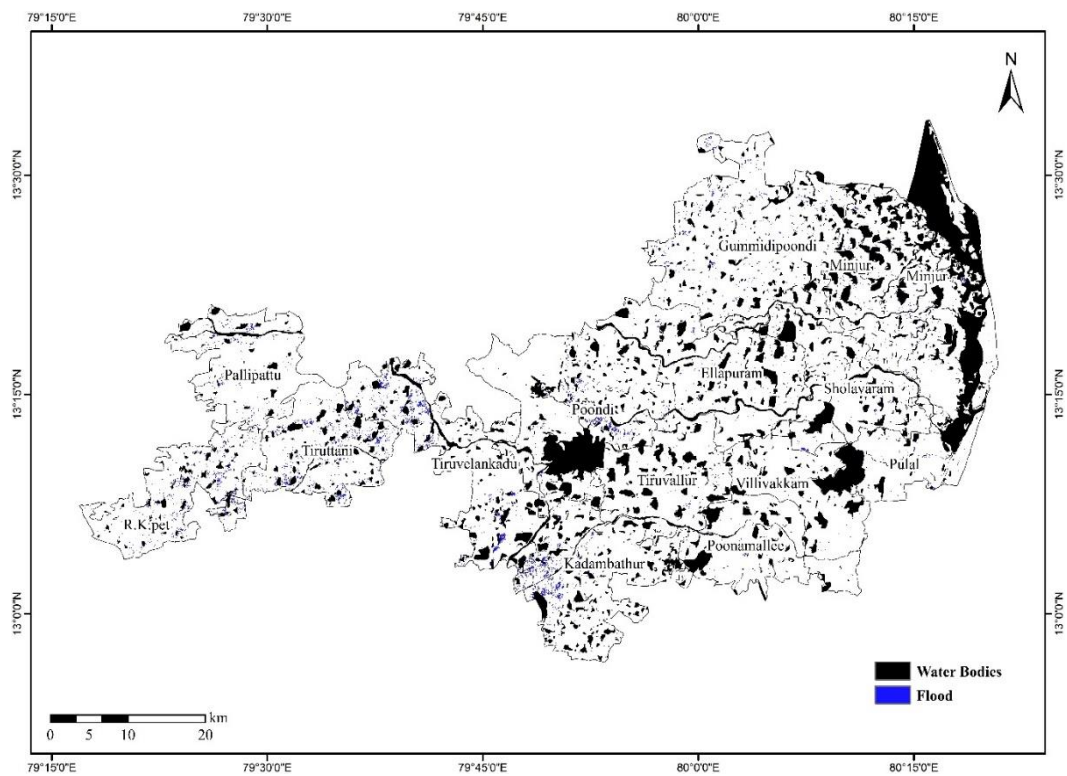 79°15'0"E 79°30'0"E 79°45'0"E 80°0'0"E 80°15'0"E
N
13°30'0"N 13°30'0"N
Gummidipoondi
Minjur Minjur
Pallipattu
Ellapuram
Sholavaram
13°15'0"N 13°15'0"N
Poondi
Tiruttani
Tiruvelankadu
Tiruvallur
Villivakkam
Pulal
R.K.pet
Poonamallee
Kadambathur
13°0'0"N 13°0'0"N
Water Bodies
Flood
km
0 5 10 20
79°15'0"E 79°30'0"E 79°45'0"E 80°0'0"E 80°15'0"E